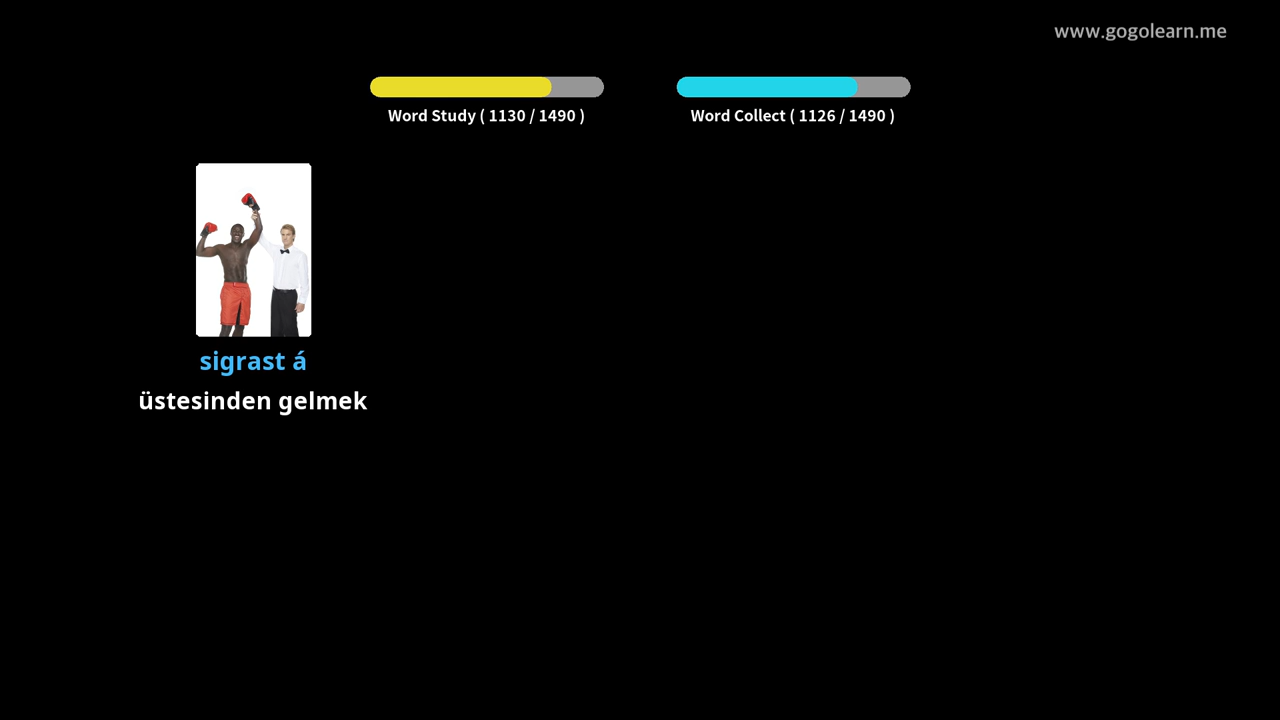 www.gogolearn.me
Word Study ( 1130 / 1490 )
Word Collect ( 1126 / 1490 )
sigrast á
üstesinden gelmek